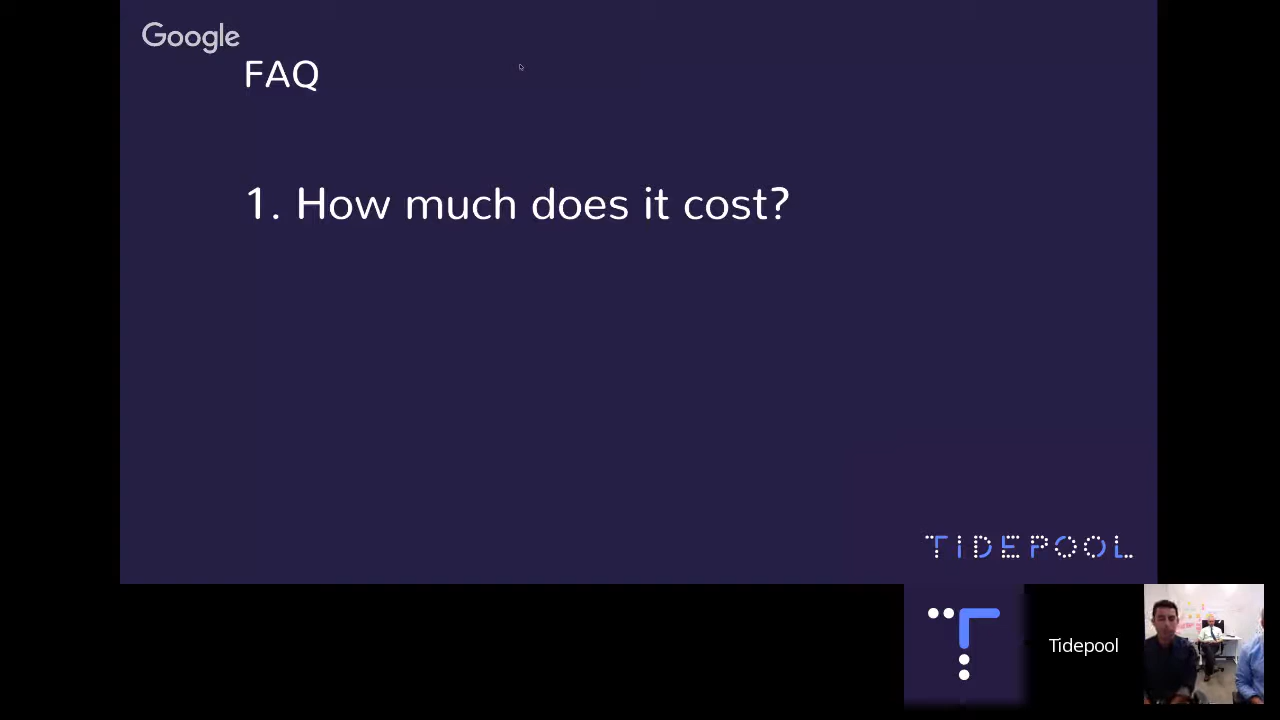 Google
FAQ
1. How much does it cost?
TIDEPOOL
Tidepool